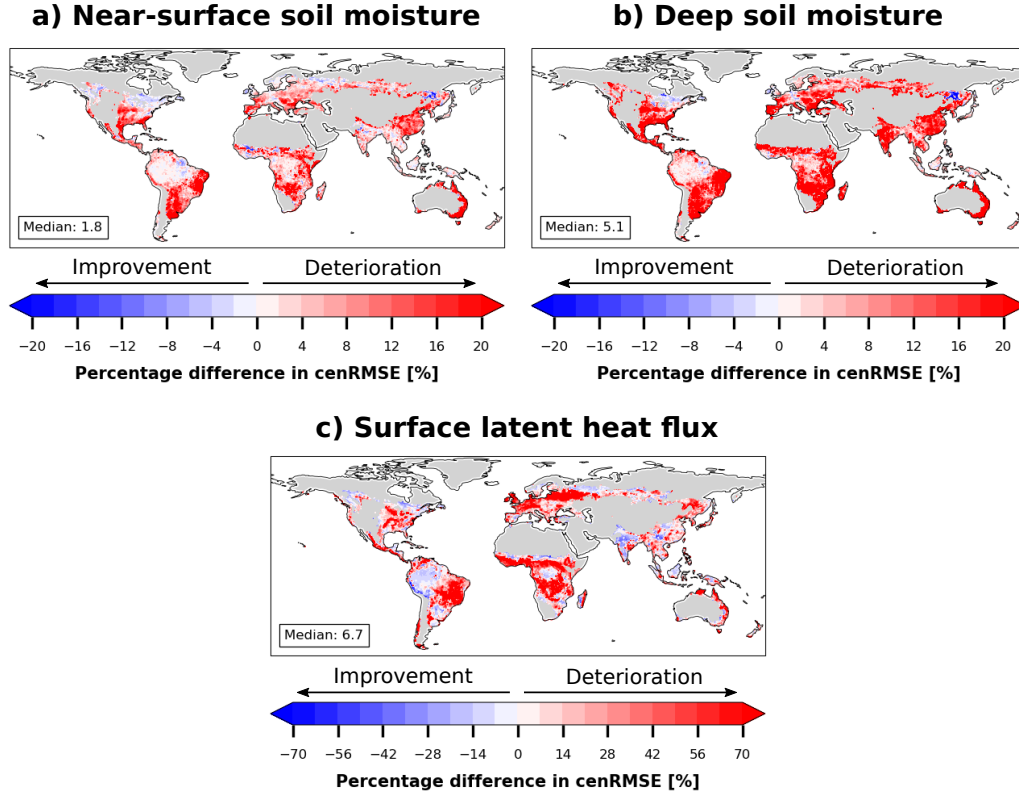 a) Near-surface soil moisture
b) Deep soil moisture
Median: 1.8
Median: 5.1
Improvement
Deterioration
Improvement
Deterioration
−20 −16 −12 −8 −4 0 4 8 12 16 20
−20 −16 −12 −8 −4 0 4 8 12 16 20
Percentage difference in cenRMSE [%]
Percentage difference in cenRMSE [%]
c) Surface latent heat flux
Median: 6.7
Improvement
Deterioration
−70 −56 −42 −28 −14 0 14 28 42 56 70
Percentage difference in cenRMSE [%]